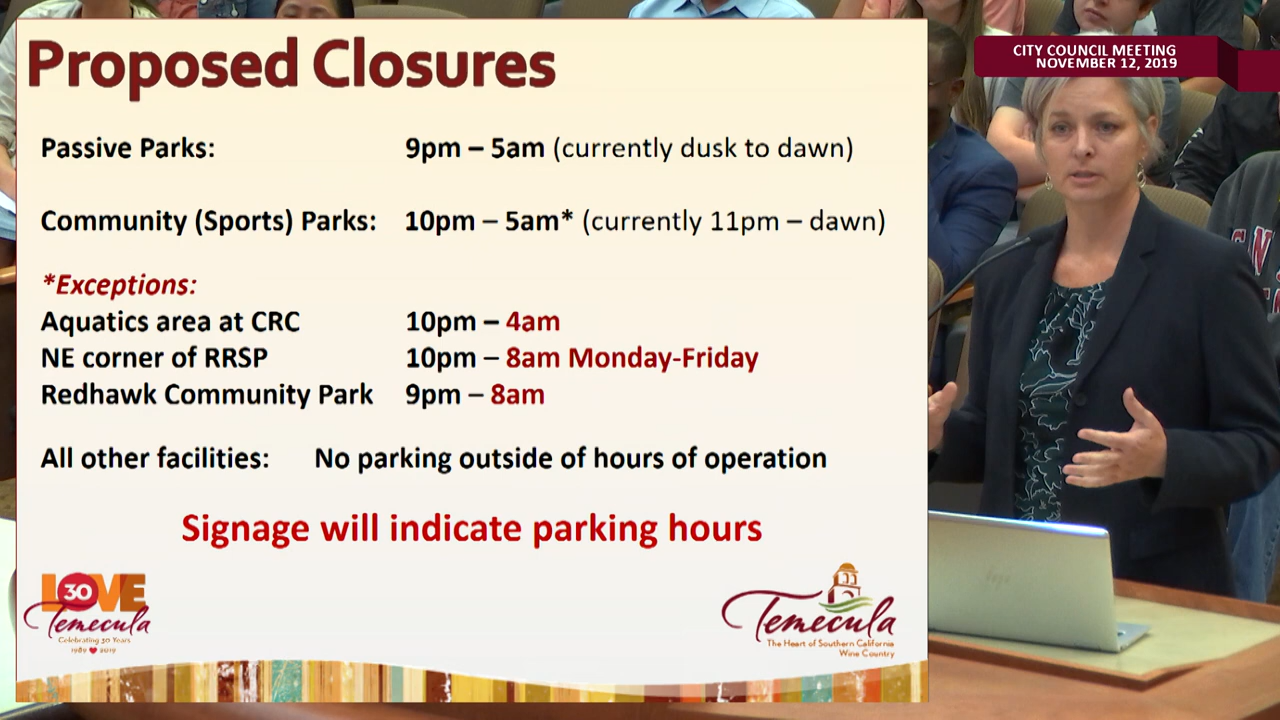 Proposed Closures
CITY COUNCIL MEETING
NOVEMBER 12, 2019
Passive Parks: 9pm – 5am (currently dusk to dawn)
Community (Sports) Parks: 10pm – 5am* (currently 11pm – dawn)
*Exceptions:
Aquatics area at CRC 10pm – 4am
NE corner of RRSP 10pm – 8am Monday-Friday
Redhawk Community Park 9pm – 8am
All other facilities: No parking outside of hours of operation
Signage will indicate parking hours
LOVE
30
Temecula
Celebrating 30 Years
1989 2019
Temecula
The Heart of Southern California
Wine Country
hp